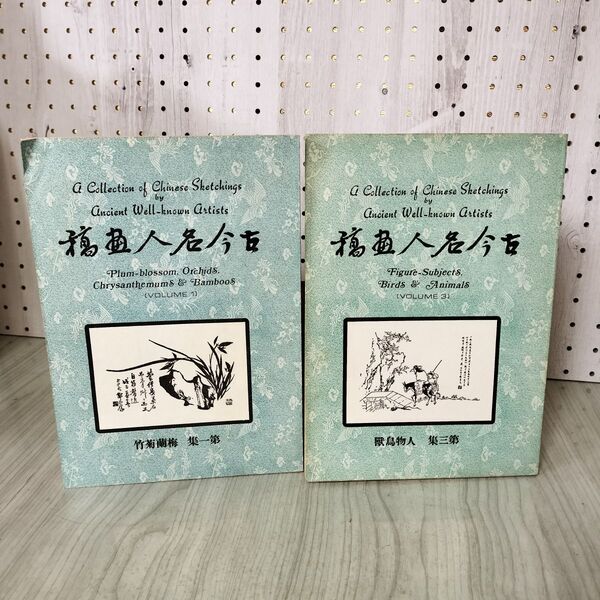 A Collection of Chinese Sketchings
by
Ancient Well-known Artists
古今名人畫稿
Plum-blossom, Orchids,
Chrysanthemums & Bamboos
(VOLUME 1)
第一集 梅蘭菊竹
A Collection of Chinese Sketchings
by
Ancient Well-known Artists
古今名人畫稿
Figure-Subjects,
Birds & Animals
(VOLUME 3)
第三集 人物鳥獸